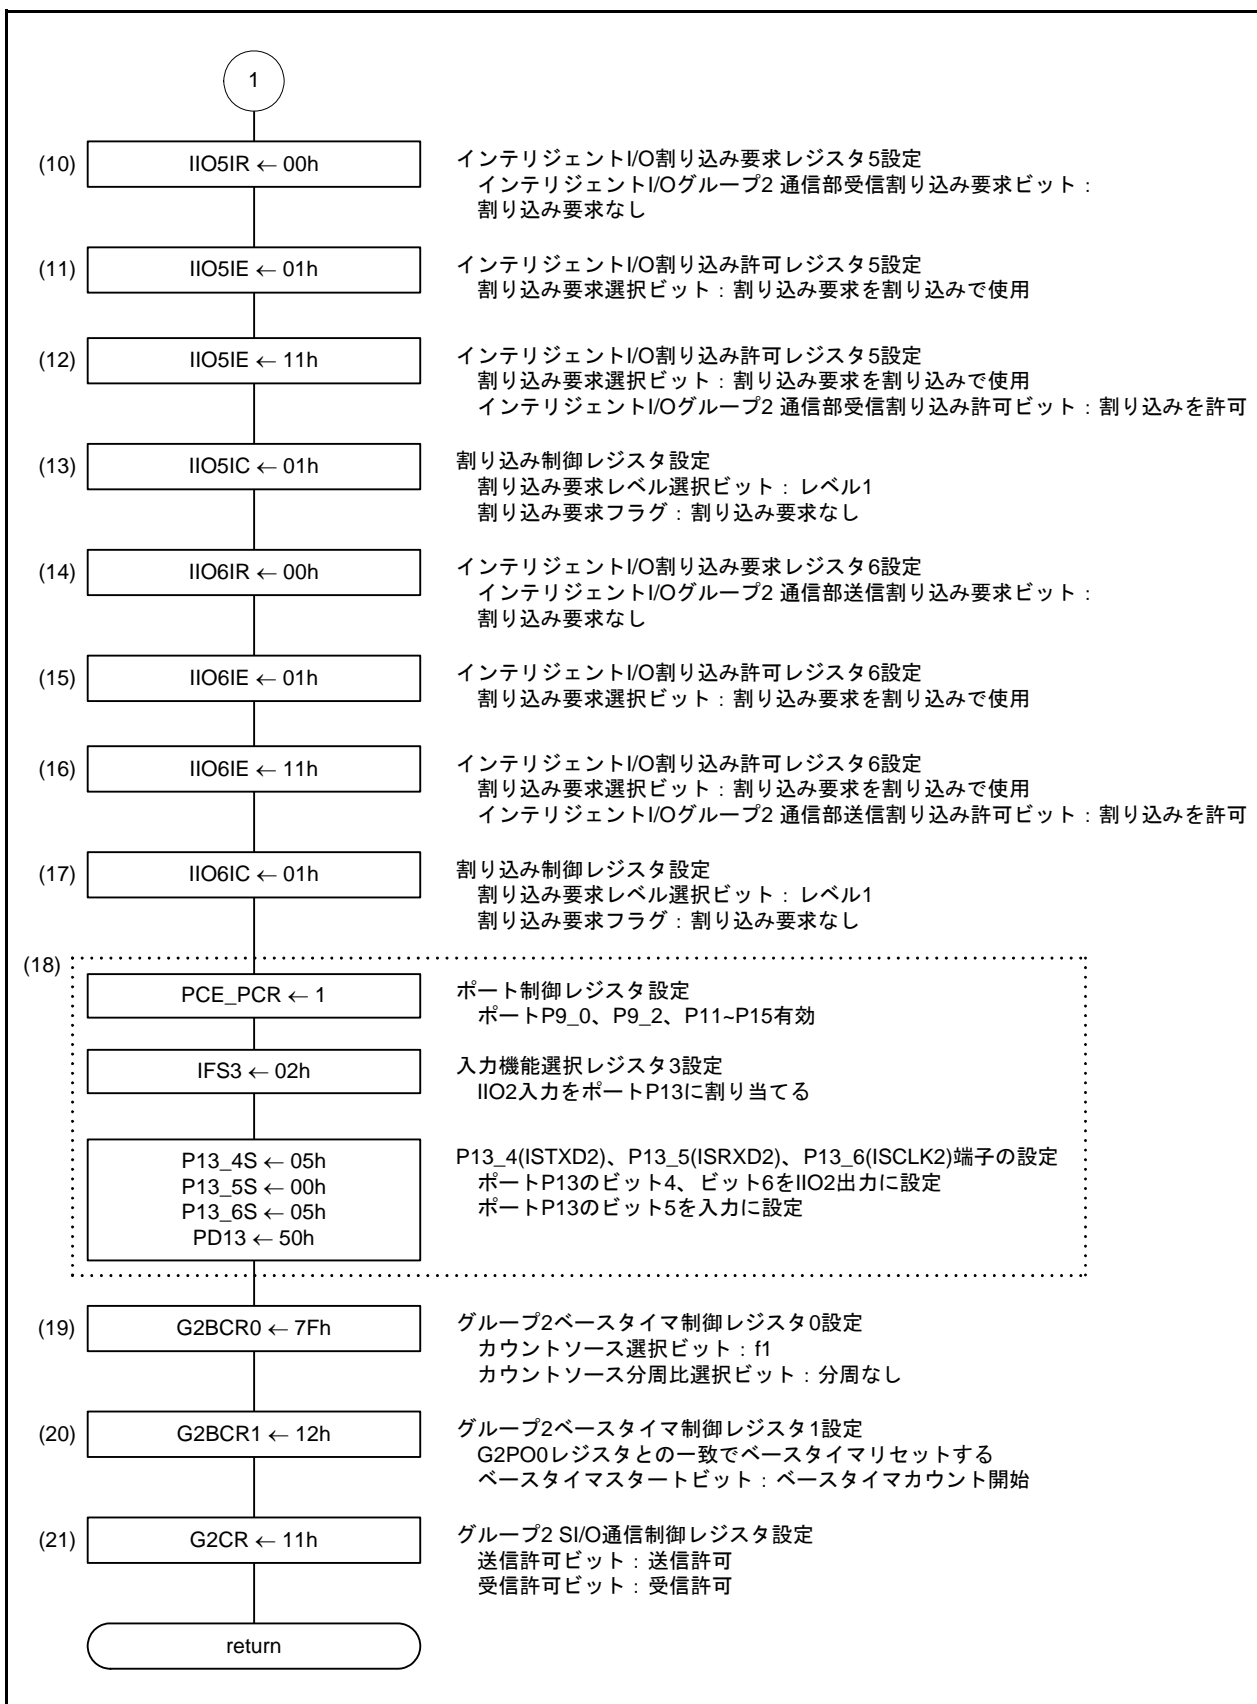 1
(10)
IIO5IR ← 00h
インテリジェントI/O割り込み要求レジスタ5設定
インテリジェントI/Oグループ2 通信部受信割り込み要求ビット：
割り込み要求なし
(11)
IIO5IE ← 01h
インテリジェントI/O割り込み許可レジスタ5設定
割り込み要求選択ビット：割り込み要求を割り込みで使用
(12)
IIO5IE ← 11h
インテリジェントI/O割り込み許可レジスタ5設定
割り込み要求選択ビット：割り込み要求を割り込みで使用
インテリジェントI/Oグループ2 通信部受信割り込み許可ビット：割り込みを許可
(13)
IIO5IC ← 01h
割り込み制御レジスタ設定
割り込み要求レベル選択ビット：レベル1
割り込み要求フラグ：割り込み要求なし
(14)
IIO6IR ← 00h
インテリジェントI/O割り込み要求レジスタ6設定
インテリジェントI/Oグループ2 通信部送信割り込み要求ビット：
割り込み要求なし
(15)
IIO6IE ← 01h
インテリジェントI/O割り込み許可レジスタ6設定
割り込み要求選択ビット：割り込み要求を割り込みで使用
(16)
IIO6IE ← 11h
インテリジェントI/O割り込み許可レジスタ6設定
割り込み要求選択ビット：割り込み要求を割り込みで使用
インテリジェントI/Oグループ2 通信部送信割り込み許可ビット：割り込みを許可
(17)
IIO6IC ← 01h
割り込み制御レジスタ設定
割り込み要求レベル選択ビット：レベル1
割り込み要求フラグ：割り込み要求なし
(18)
PCE_PCR ← 1
ポート制御レジスタ設定
ポートP9_0、P9_2、P11~P15有効
IFS3 ← 02h
入力機能選択レジスタ3設定
IIO2入力をポートP13に割り当てる
P13_4S ← 05h
P13_5S ← 00h
P13_6S ← 05h
PD13 ← 50h
P13_4(ISTXD2)、P13_5(ISRXD2)、P13_6(ISCLK2)端子の設定
ポートP13のビット4、ビット6をIIO2出力に設定
ポートP13のビット5を入力に設定
(19)
G2BCR0 ← 7Fh
グループ2ベースタイマ制御レジスタ0設定
カウントソース選択ビット：f1
カウントソース分周比選択ビット：分周なし
(20)
G2BCR1 ← 12h
グループ2ベースタイマ制御レジスタ1設定
G2PO0レジスタとの一致でベースタイマリセットする
ベースタイマスタートビット：ベースタイマカウント開始
(21)
G2CR ← 11h
グループ2 SI/O通信制御レジスタ設定
送信許可ビット：送信許可
受信許可ビット：受信許可
return